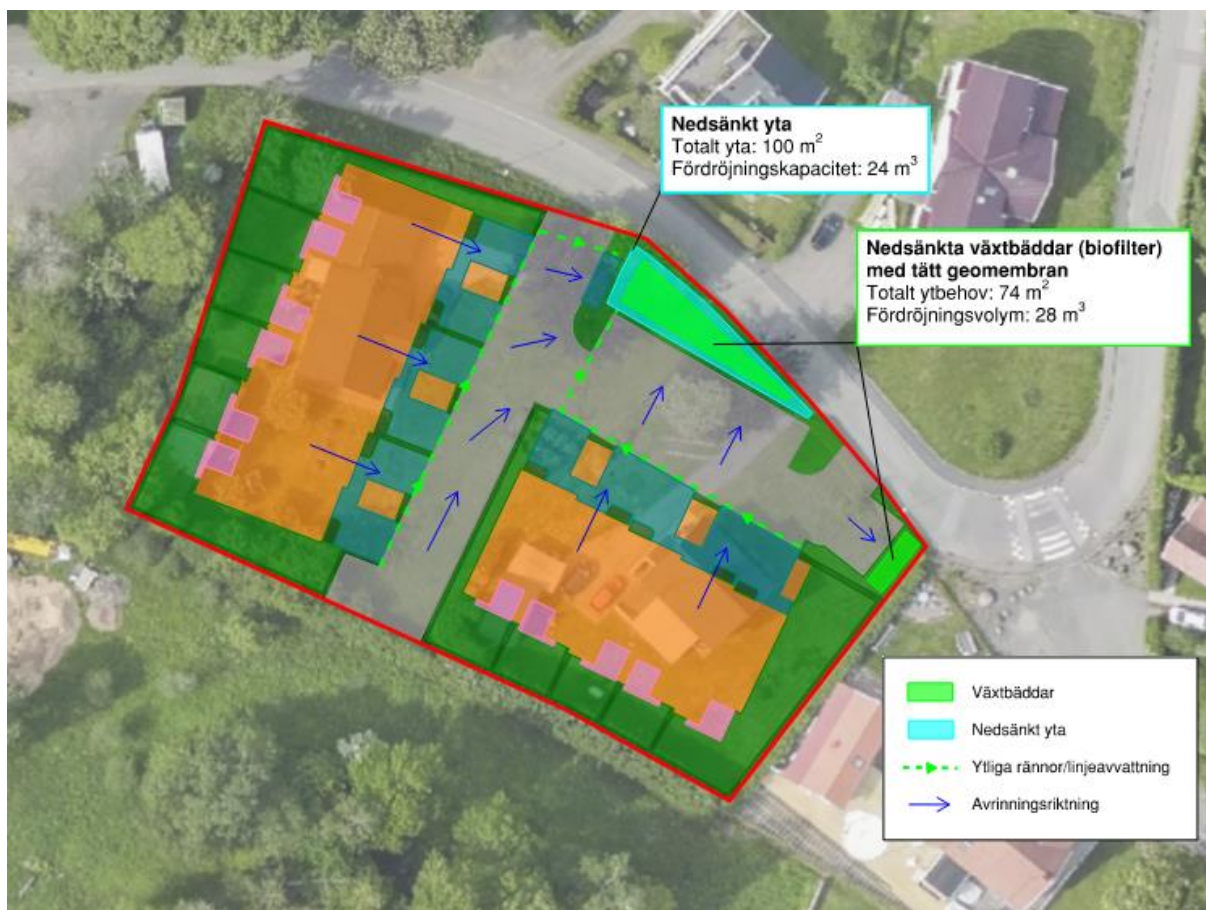 Nedsänkt yta
Totalt yta: 100 m²
Fördröjningskapacitet: 24 m³
Nedsänkta växtbäddar (biofilter)
med tätt geomembran
Totalt ytbehov: 74 m²
Fördröjningsvolym: 28 m³
Växtbäddar
Nedsänkt yta
Ytliga rännor/linjeavvattning
Avrinningsriktning